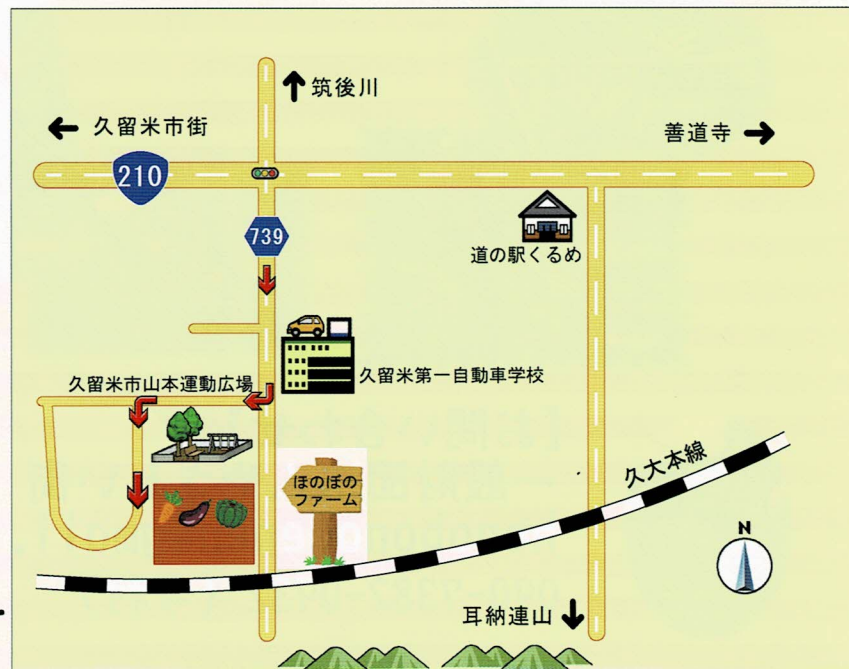 筑後川
久留米市街
善道寺
210
739
道の駅くるめ
久留米第一自動車学校
久留米市山本運動広場
ほのぼの
ファーム
久大本線
N
耳納連山